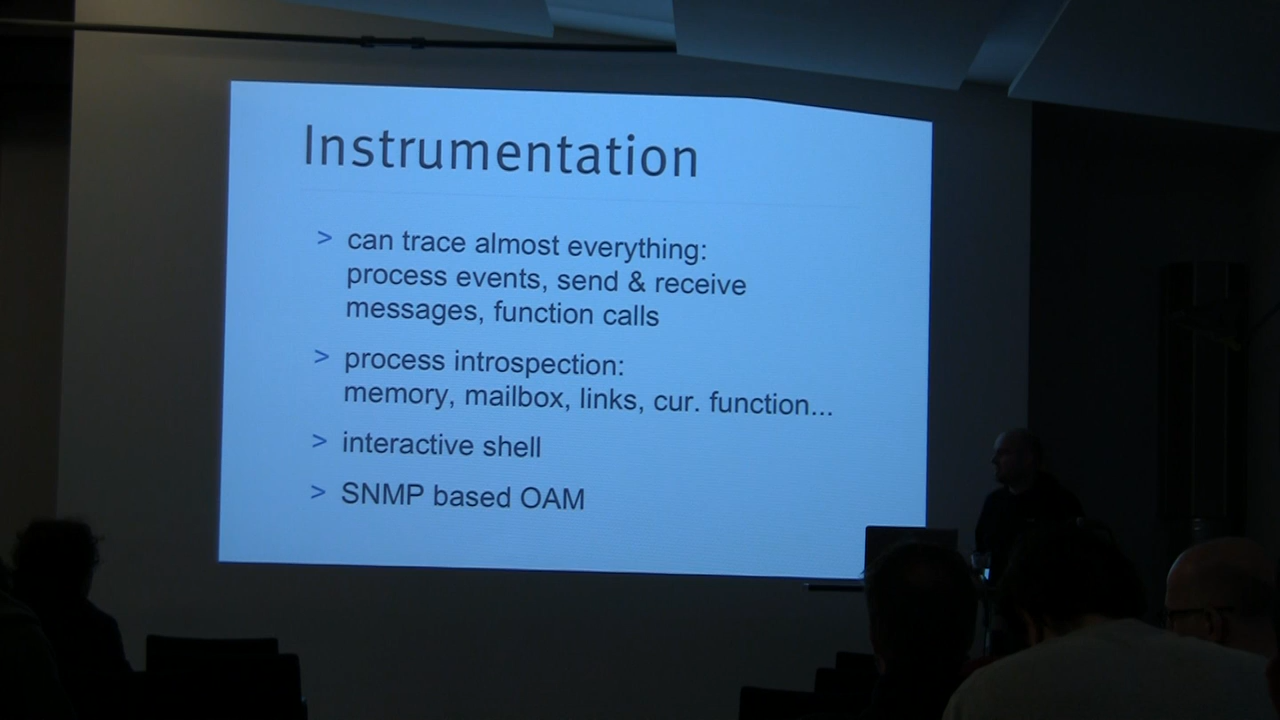 Instrumentation
> can trace almost everything:
process events, send & receive
messages, function calls
> process introspection:
memory, mailbox, links, cur. function...
> interactive shell
> SNMP based OAM